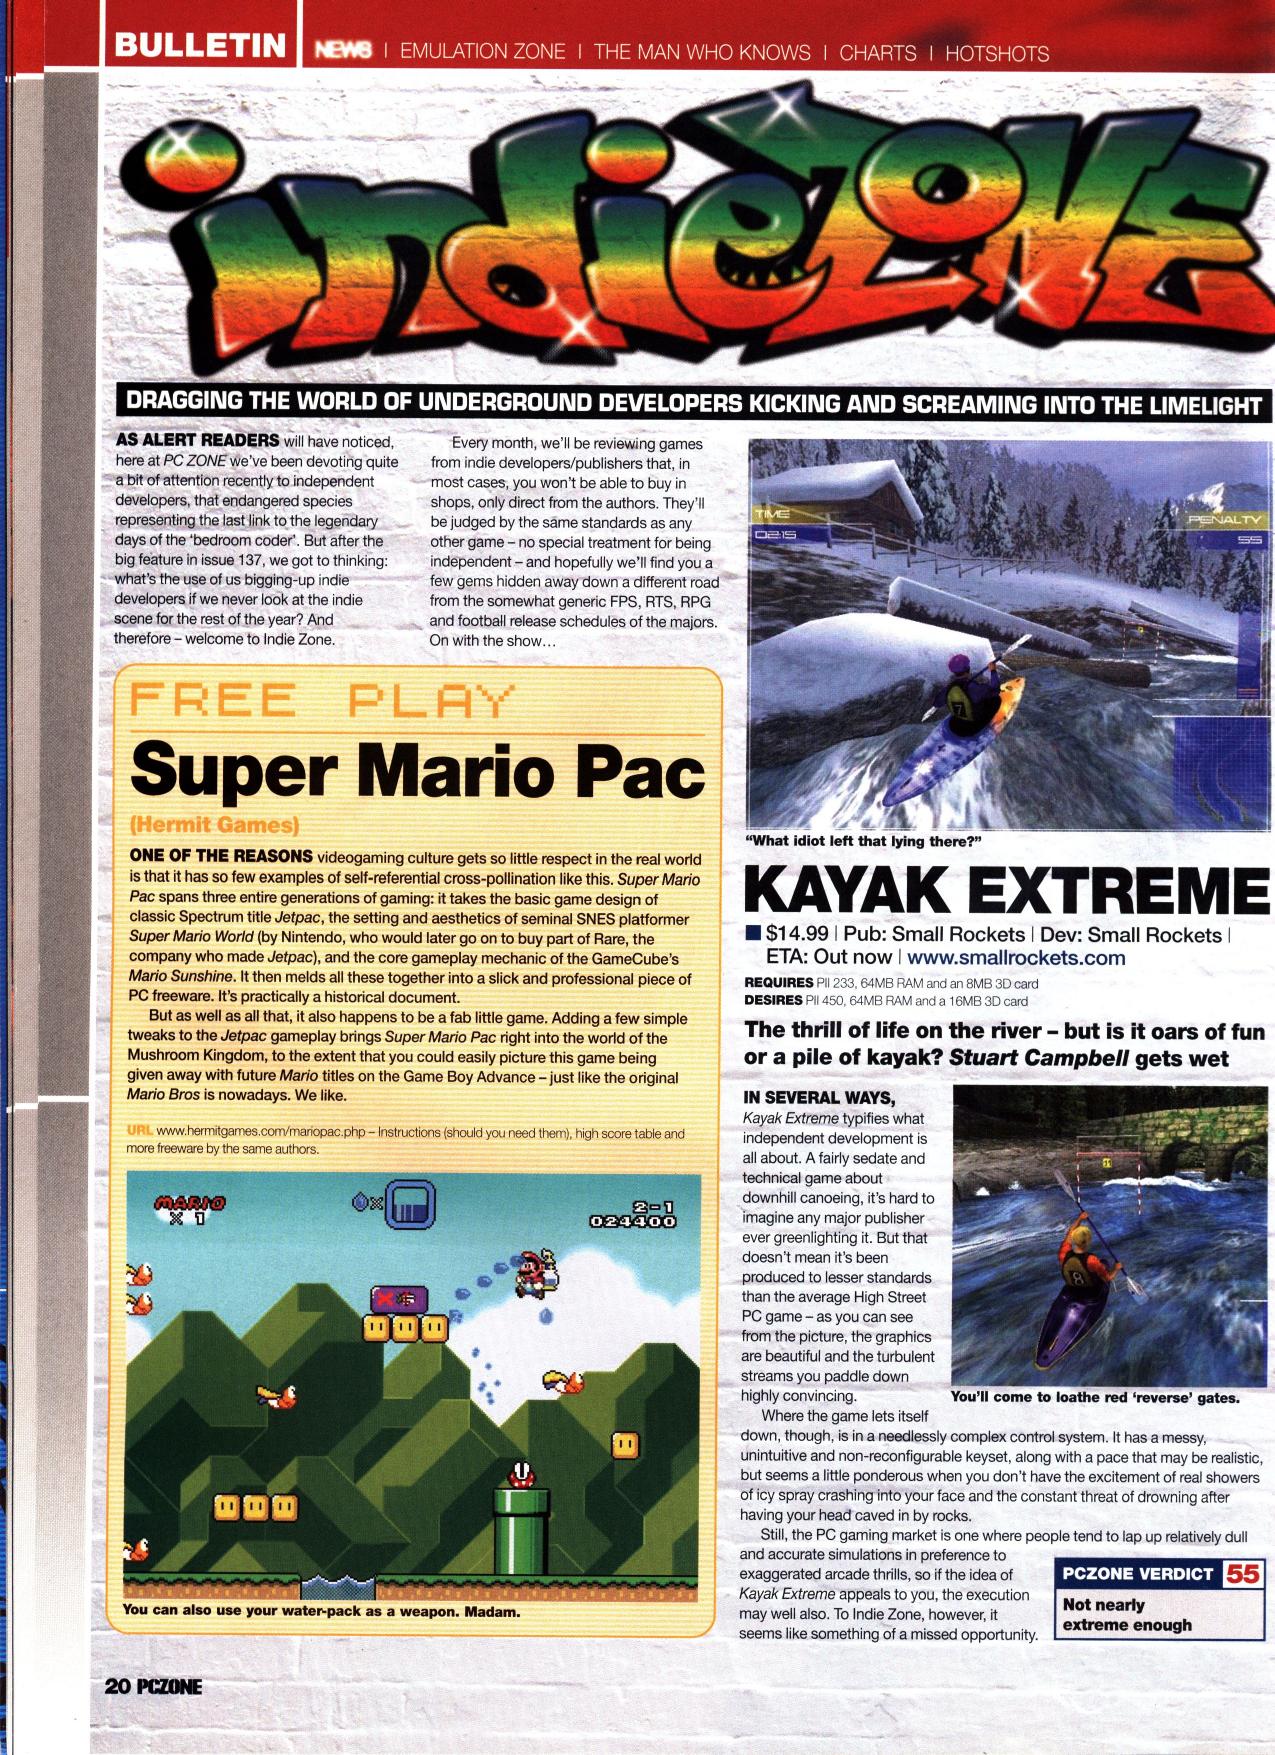 BULLETIN NEWS | EMULATION ZONE | THE MAN WHO KNOWS | CHARTS | HOTSHOTS
indieZONE
DRAGGING THE WORLD OF UNDERGROUND DEVELOPERS KICKING AND SCREAMING INTO THE LIMELIGHT
AS ALERT READERS will have noticed,
here at PC ZONE we've been devoting quite
a bit of attention recently to independent
developers, that endangered species
representing the last link to the legendary
days of the 'bedroom coder'. But after the
big feature in issue 137, we got to thinking:
what's the use of us bigging-up indie
developers if we never look at the indie
scene for the rest of the year? And
therefore – welcome to Indie Zone.
Every month, we'll be reviewing games
from indie developers/publishers that, in
most cases, you won't be able to buy in
shops, only direct from the authors. They'll
be judged by the same standards as any
other game – no special treatment for being
independent – and hopefully we'll find you a
few gems hidden away down a different road
from the somewhat generic FPS, RTS, RPG
and football release schedules of the majors.
On with the show...
FREE PLAY
Super Mario Pac
(Hermit Games)
ONE OF THE REASONS videogaming culture gets so little respect in the real world
is that it has so few examples of self-referential cross-pollination like this. Super Mario
Pac spans three entire generations of gaming: it takes the basic game design of
classic Spectrum title Jetpac, the setting and aesthetics of seminal SNES platformer
Super Mario World (by Nintendo, who would later go on to buy part of Rare, the
company who made Jetpac), and the core gameplay mechanic of the GameCube's
Mario Sunshine. It then melds all these together into a slick and professional piece of
PC freeware. It's practically a historical document.
But as well as all that, it also happens to be a fab little game. Adding a few simple
tweaks to the Jetpac gameplay brings Super Mario Pac right into the world of the
Mushroom Kingdom, to the extent that you could easily picture this game being
given away with future Mario titles on the Game Boy Advance – just like the original
Mario Bros is nowadays. We like.
URL www.hermitgames.com/mariopac.php – Instructions (should you need them), high score table and
more freeware by the same authors.
MARIO
X 1
X
2-1
024400
You can also use your water-pack as a weapon. Madam.
TIME
02:15
PENALTY
55
7
"What idiot left that lying there?"
KAYAK EXTREME
$14.99 | Pub: Small Rockets | Dev: Small Rockets |
ETA: Out now | www.smallrockets.com
REQUIRES PII 233, 64MB RAM and an 8MB 3D card
DESIRES PII 450, 64MB RAM and a 16MB 3D card
The thrill of life on the river – but is it oars of fun
or a pile of kayak? Stuart Campbell gets wet
IN SEVERAL WAYS,
Kayak Extreme typifies what
independent development is
all about. A fairly sedate and
technical game about
downhill canoeing, it's hard to
imagine any major publisher
ever greenlighting it. But that
doesn't mean it's been
produced to lesser standards
than the average High Street
PC game – as you can see
from the picture, the graphics
are beautiful and the turbulent
streams you paddle down
highly convincing.
11
8
You'll come to loathe red 'reverse' gates.
Where the game lets itself
down, though, is in a needlessly complex control system. It has a messy,
unintuitive and non-reconfigurable keyset, along with a pace that may be realistic,
but seems a little ponderous when you don't have the excitement of real showers
of icy spray crashing into your face and the constant threat of drowning after
having your head caved in by rocks.
Still, the PC gaming market is one where people tend to lap up relatively dull
and accurate simulations in preference to
exaggerated arcade thrills, so if the idea of
Kayak Extreme appeals to you, the execution
may well also. To Indie Zone, however, it
seems like something of a missed opportunity.
PCZONE VERDICT 55
Not nearly
extreme enough
20 PCZONE